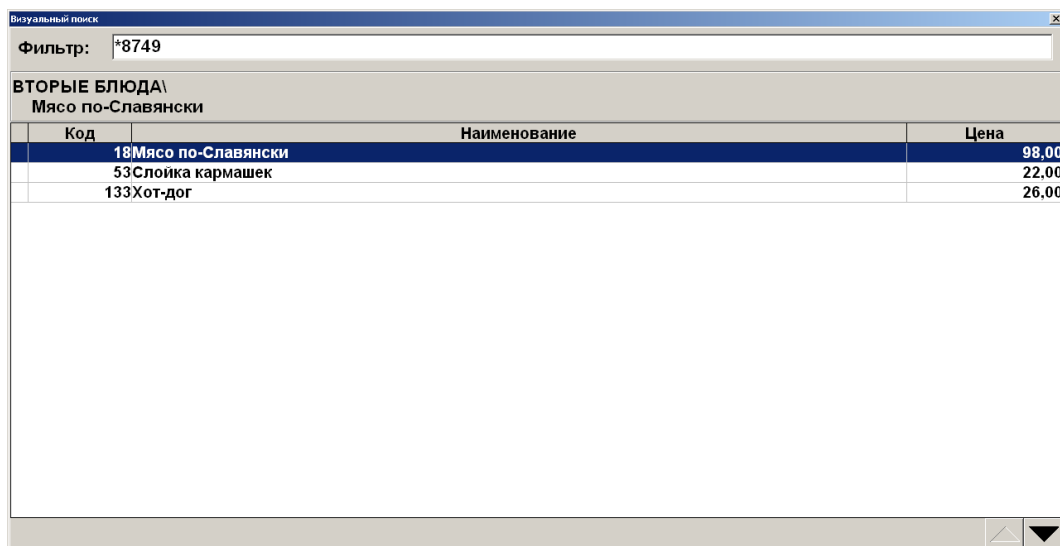 Визуальный поиск
Фильтр: *8749
ВТОРЫЕ БЛЮДА\
Мясо по-Славянски
Код Наименование Цена
18 Мясо по-Славянски 98,00
53 Слойка кармашек 22,00
133 Хот-дог 26,00